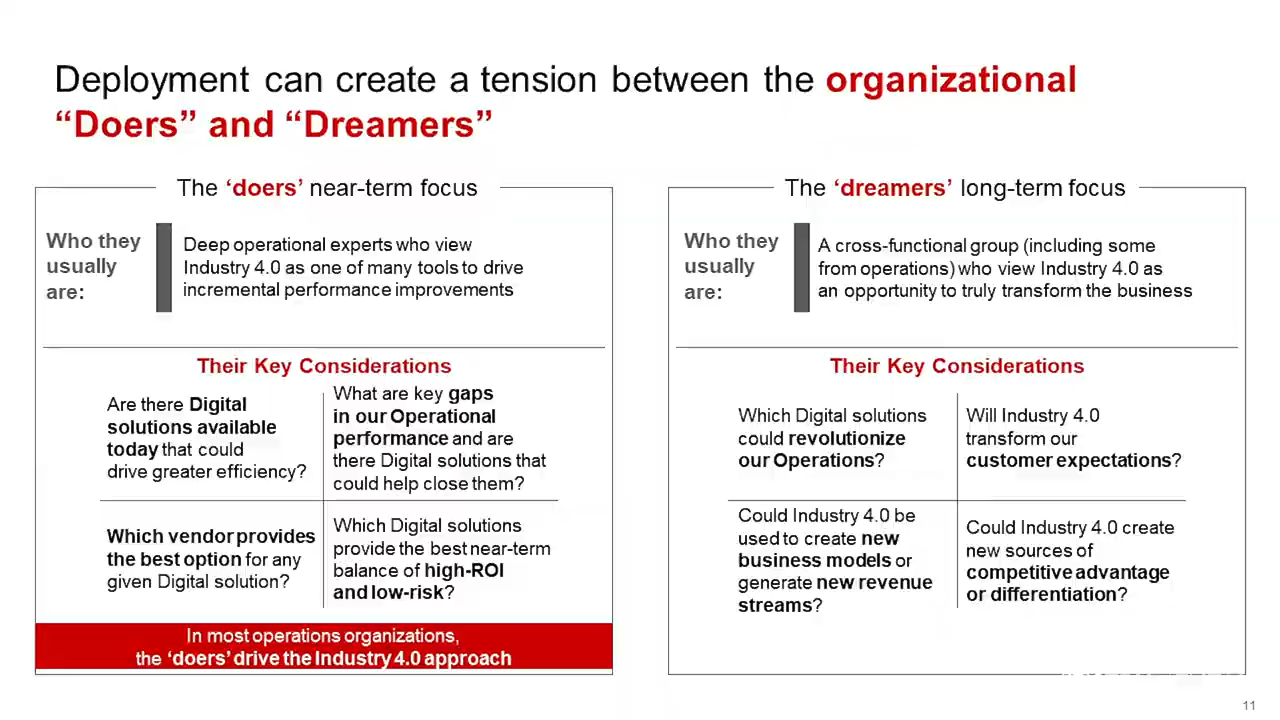 Deployment can create a tension between the organizational
“Doers” and “Dreamers”
The ‘doers’ near-term focus
Who they
usually
are:
Deep operational experts who view
Industry 4.0 as one of many tools to drive
incremental performance improvements
Their Key Considerations
Are there Digital
solutions available
today that could
drive greater efficiency?
What are key gaps
in our Operational
performance and are
there Digital solutions that
could help close them?
Which vendor provides
the best option for any
given Digital solution?
Which Digital solutions
provide the best near-term
balance of high-ROI
and low-risk?
In most operations organizations,
the ‘doers’ drive the Industry 4.0 approach
The ‘dreamers’ long-term focus
Who they
usually
are:
A cross-functional group (including some
from operations) who view Industry 4.0 as
an opportunity to truly transform the business
Their Key Considerations
Which Digital solutions
could revolutionize
our Operations?
Will Industry 4.0
transform our
customer expectations?
Could Industry 4.0 be
used to create new
business models or
generate new revenue
streams?
Could Industry 4.0 create
new sources of
competitive advantage
or differentiation?
11